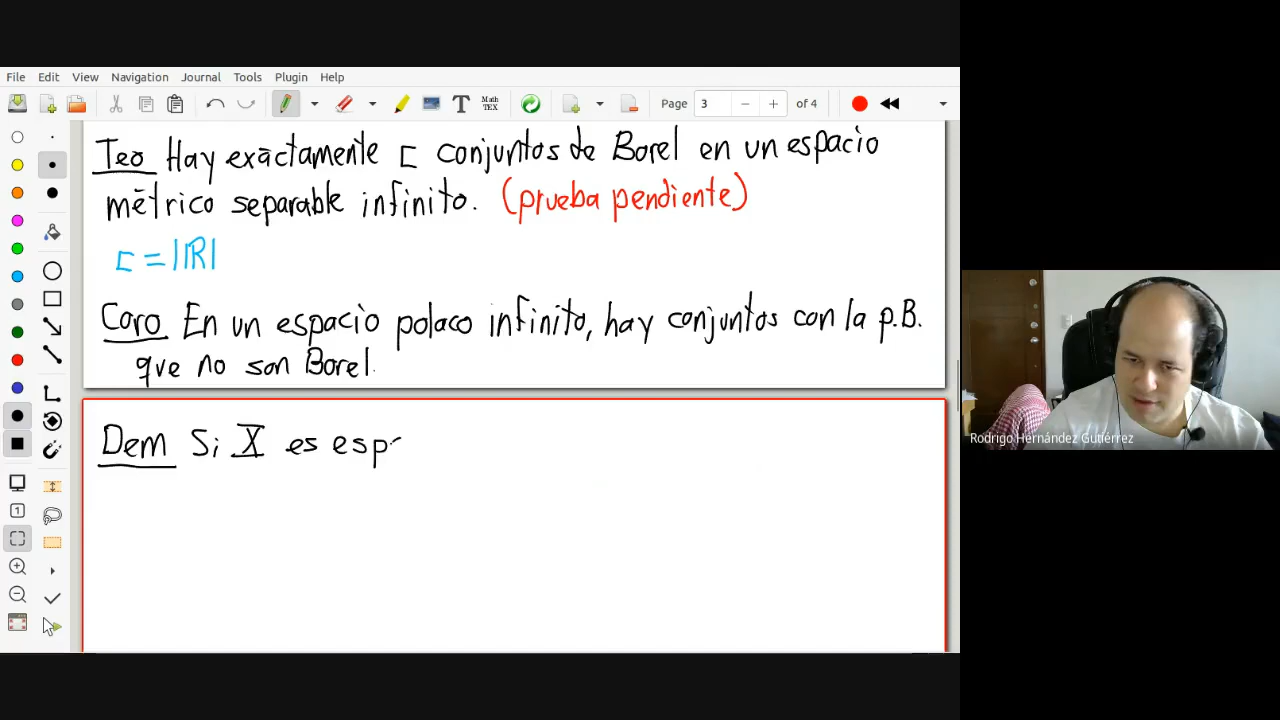 File Edit View Navigation Journal Tools Plugin Help
Math TEX Page 3 of 4
Teo Hay exactamente 𝔠 conjuntos de Borel en un espacio
métrico separable infinito. (prueba pendiente)
𝔠 = |ℝ|
Coro En un espacio polaco infinito, hay conjuntos con la p.B.
que no son Borel.
Dem Si X es esp
Rodrigo Hernández Gutiérrez